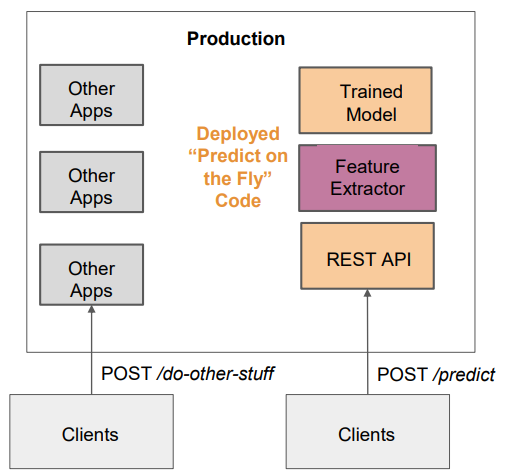 Production
Other
Apps
Other
Apps
Other
Apps
Deployed
“Predict on
the Fly”
Code
Trained
Model
Feature
Extractor
REST API
POST /do-other-stuff
POST /predict
Clients
Clients